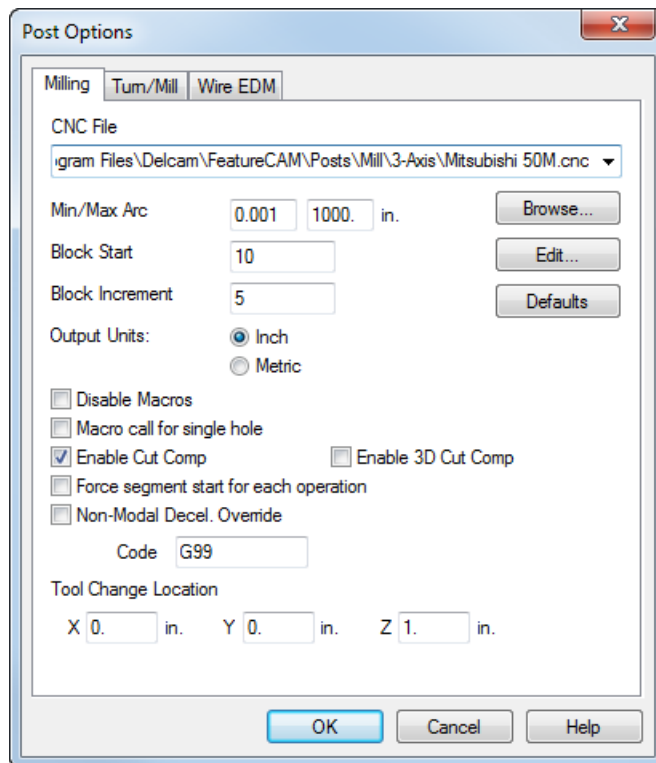 Post Options
Milling Turn/Mill Wire EDM
CNC File
gram Files\Delcam\FeatureCAM\Posts\Mill\3-Axis\Mitsubishi 50M.cnc
Min/Max Arc 0.001 1000. in. Browse...
Block Start 10 Edit...
Block Increment 5 Defaults
Output Units: Inch
Metric
Disable Macros
Macro call for single hole
Enable Cut Comp Enable 3D Cut Comp
Force segment start for each operation
Non-Modal Decel. Override
Code G99
Tool Change Location
X 0. in. Y 0. in. Z 1. in.
OK Cancel Help